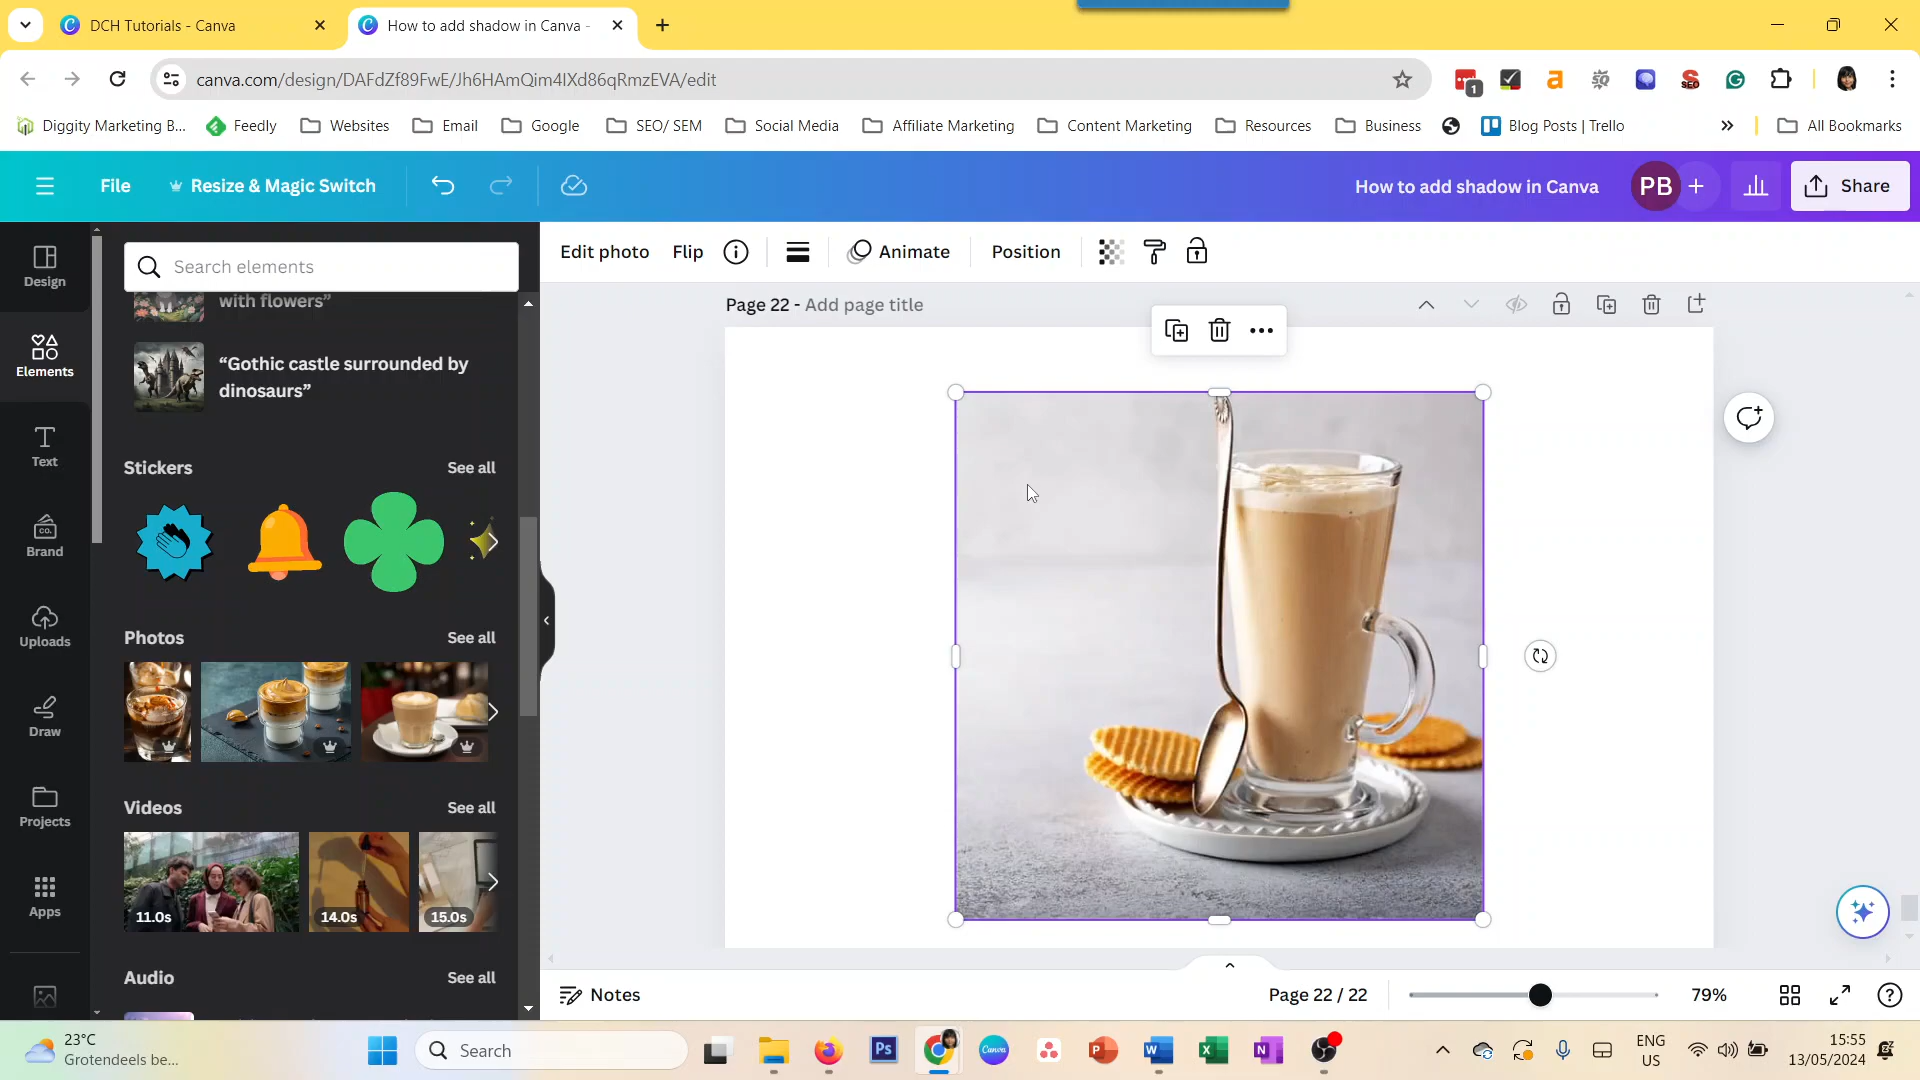 DCH Tutorials - Canva
How to add shadow in Canva -
canva.com/design/DAFdZf89FwE/Jh6HAmQim4lXd86qRmzEVA/edit
1
SEO
Diggity Marketing B...
Feedly
Websites
Email
Google
SEO/ SEM
Social Media
Affiliate Marketing
Content Marketing
Resources
Business
Blog Posts | Trello
All Bookmarks
File
Resize & Magic Switch
How to add shadow in Canva
PB
Share
Design
Elements
Text
CO.
Brand
Uploads
Draw
Projects
Apps
Search elements
with flowers”
“Gothic castle surrounded by
dinosaurs”
Stickers
See all
Photos
See all
Videos
See all
11.0s
14.0s
15.0s
Audio
See all
Edit photo
Flip
Animate
Position
Page 22 - Add page title
Notes
Page 22 / 22
79%
23°C
Grotendeels be...
Search
Ps
Canva
ENG
US
15:55
13/05/2024